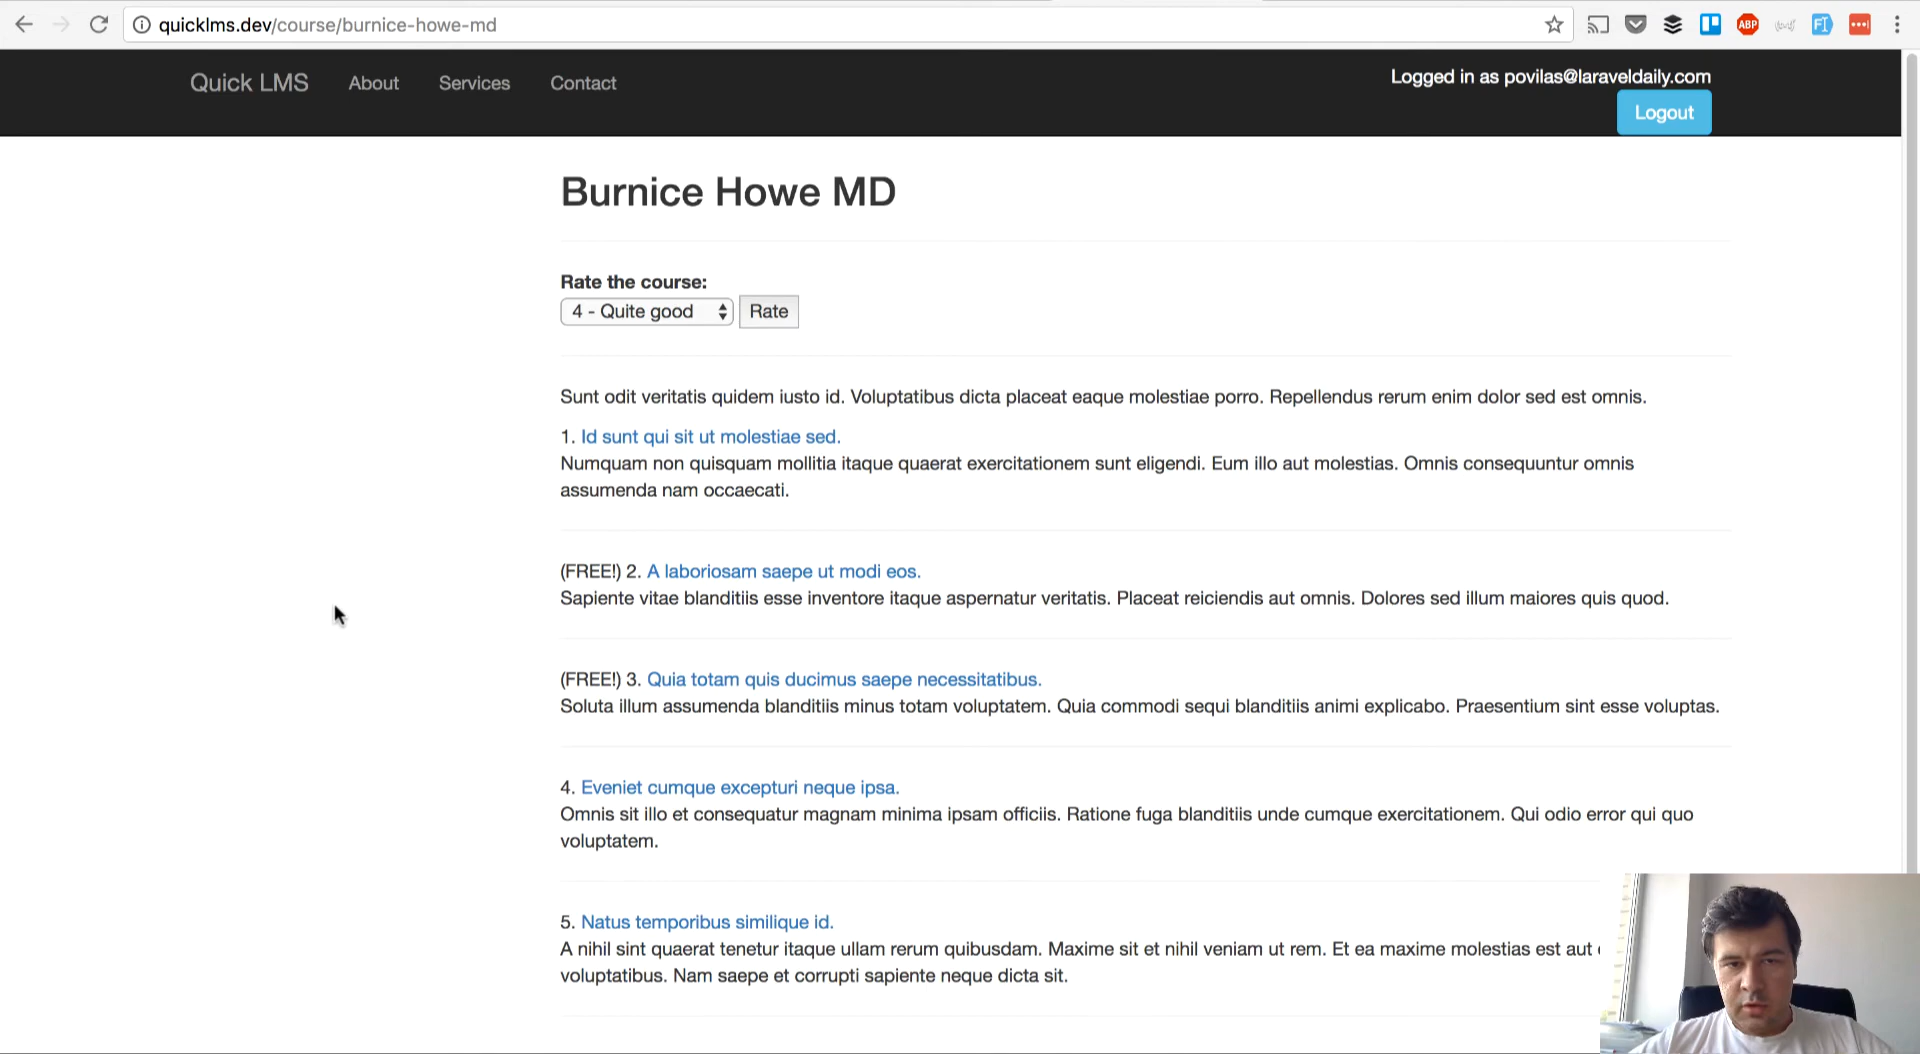 quicklms.dev/course/burnice-howe-md
ABP
Quick LMS
About
Services
Contact
Logged in as povilas@laraveldaily.com
Logout
Burnice Howe MD
Rate the course:
4 - Quite good
Rate
Sunt odit veritatis quidem iusto id. Voluptatibus dicta placeat eaque molestiae porro. Repellendus rerum enim dolor sed est omnis.
1. Id sunt qui sit ut molestiae sed.
Numquam non quisquam mollitia itaque quaerat exercitationem sunt eligendi. Eum illo aut molestias. Omnis consequuntur omnis
assumenda nam occaecati.
(FREE!) 2. A laboriosam saepe ut modi eos.
Sapiente vitae blanditiis esse inventore itaque aspernatur veritatis. Placeat reiciendis aut omnis. Dolores sed illum maiores quis quod.
(FREE!) 3. Quia totam quis ducimus saepe necessitatibus.
Soluta illum assumenda blanditiis minus totam voluptatem. Quia commodi sequi blanditiis animi explicabo. Praesentium sint esse voluptas.
4. Eveniet cumque excepturi neque ipsa.
Omnis sit illo et consequatur magnam minima ipsam officiis. Ratione fuga blanditiis unde cumque exercitationem. Qui odio error qui quo
voluptatem.
5. Natus temporibus similique id.
A nihil sint quaerat tenetur itaque ullam rerum quibusdam. Maxime sit et nihil veniam ut rem. Et ea maxime molestias est aut
voluptatibus. Nam saepe et corrupti sapiente neque dicta sit.